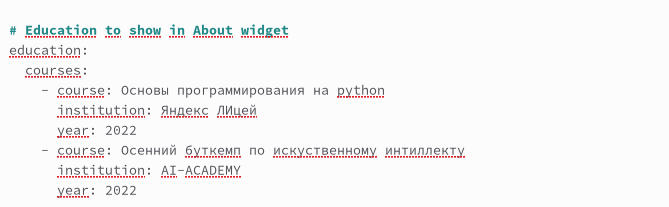 # Education to show in About widget
education:
  courses:
    - course: Основы программирования на python
      institution: Яндекс ЛИцей
      year: 2022
    - course: Осенний буткемп по искуственному интиллекту
      institution: AI-ACADEMY
      year: 2022